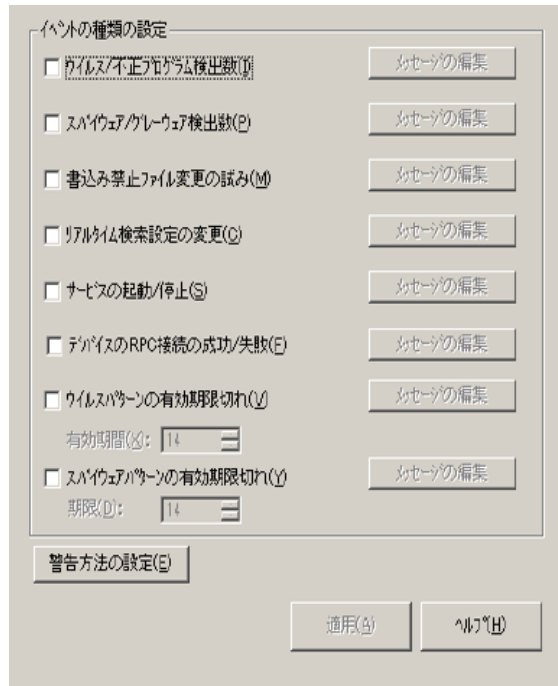 イベントの種類の設定
ウイルス/不正プログラム検出数(I) メッセージの編集
スパイウェア/グレーウェア検出数(P) メッセージの編集
書込み禁止ファイル変更の試み(M) メッセージの編集
リアルタイム検索設定の変更(C) メッセージの編集
サービスの起動/停止(S) メッセージの編集
デバイスのRPC接続の成功/失敗(F) メッセージの編集
ウイルスパターンの有効期限切れ(V) メッセージの編集
有効期間(X): 14
スパイウェアパターンの有効期限切れ(Y) メッセージの編集
期限(D): 14
警告方法の設定(E)
適用(A) ヘルプ(H)